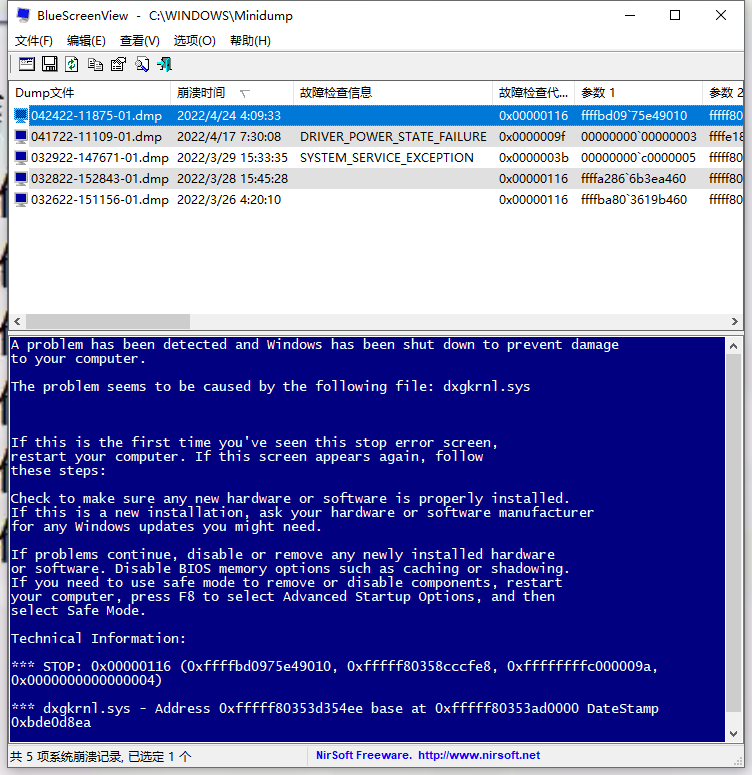 BlueScreenView - C:\WINDOWS\Minidump
文件(F) 编辑(E) 查看(V) 选项(O) 帮助(H)
Dump文件 崩溃时间 故障检查信息 故障检查代... 参数 1 参数 2
042422-11875-01.dmp 2022/4/24 4:09:33 0x00000116 ffffbd09`75e49010 fffff80
041722-11109-01.dmp 2022/4/17 7:30:08 DRIVER_POWER_STATE_FAILURE 0x0000009f 00000000`00000003 ffffe18
032922-147671-01.dmp 2022/3/29 15:33:35 SYSTEM_SERVICE_EXCEPTION 0x0000003b 00000000`c0000005 fffff80
032822-152843-01.dmp 2022/3/28 15:45:28 0x00000116 ffffa286`6b3ea460 fffff80
032622-151156-01.dmp 2022/3/26 4:20:10 0x00000116 ffffba80`3619b460 fffff80
A problem has been detected and Windows has been shut down to prevent damage
to your computer.
The problem seems to be caused by the following file: dxgkrnl.sys
If this is the first time you've seen this stop error screen,
restart your computer. If this screen appears again, follow
these steps:
Check to make sure any new hardware or software is properly installed.
If this is a new installation, ask your hardware or software manufacturer
for any Windows updates you might need.
If problems continue, disable or remove any newly installed hardware
or software. Disable BIOS memory options such as caching or shadowing.
If you need to use safe mode to remove or disable components, restart
your computer, press F8 to select Advanced Startup Options, and then
select Safe Mode.
Technical Information:
*** STOP: 0x00000116 (0xffffbd0975e49010, 0xfffff80358cccfe8, 0xffffffffc000009a,
0x0000000000000004)
*** dxgkrnl.sys - Address 0xfffff80353d354ee base at 0xfffff80353ad0000 DateStamp
0xbde0d8ea
共 5 项系统崩溃记录, 已选定 1 个 NirSoft Freeware. http://www.nirsoft.net